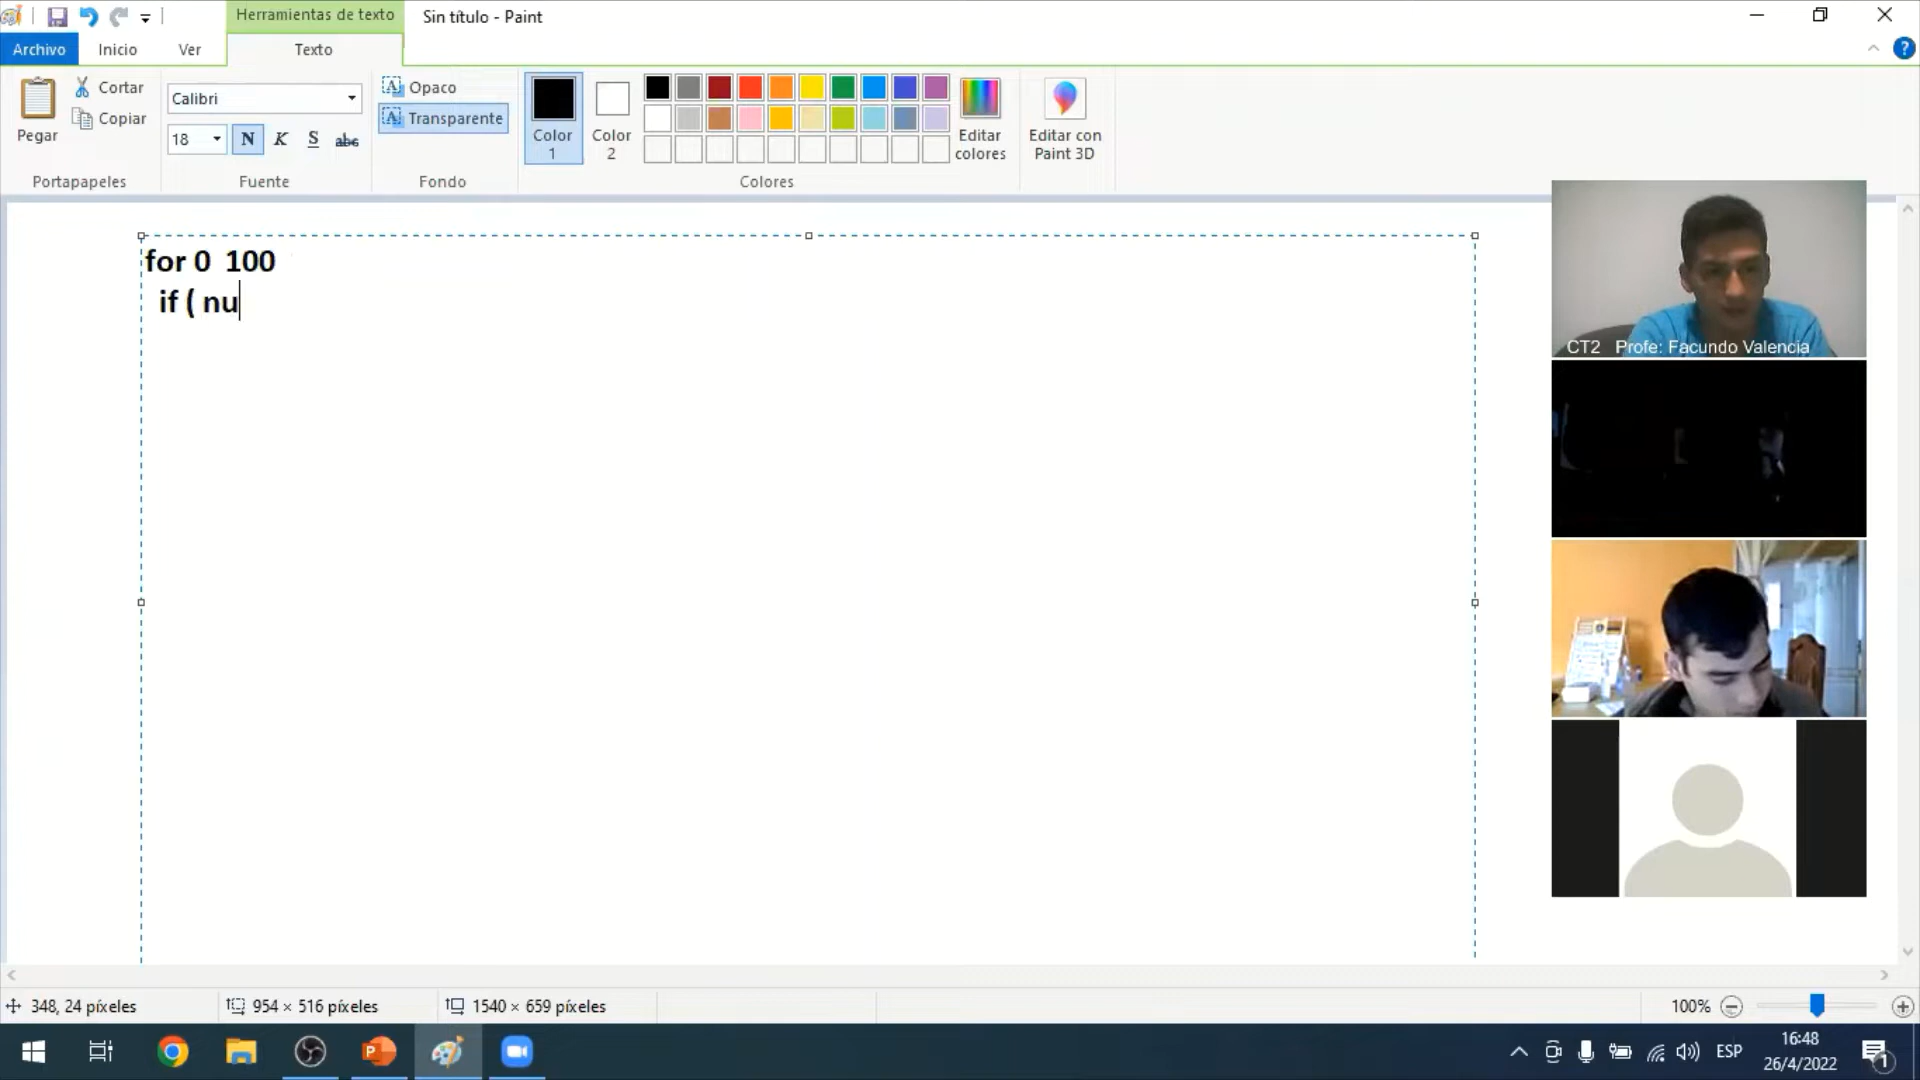 Herramientas de texto
Sin título - Paint
Archivo
Inicio
Ver
Texto
Pegar
Cortar
Copiar
Portapapeles
Calibri
18
N
K
S
abc
Fuente
Opaco
Transparente
Fondo
Color
1
Color
2
Editar
colores
Colores
Editar con
Paint 3D
for 0  100
if ( nu
CT2   Profe: Facundo Valencia
348, 24 píxeles
954 × 516 píxeles
1540 × 659 píxeles
100%
ESP
16:48
26/4/2022
1